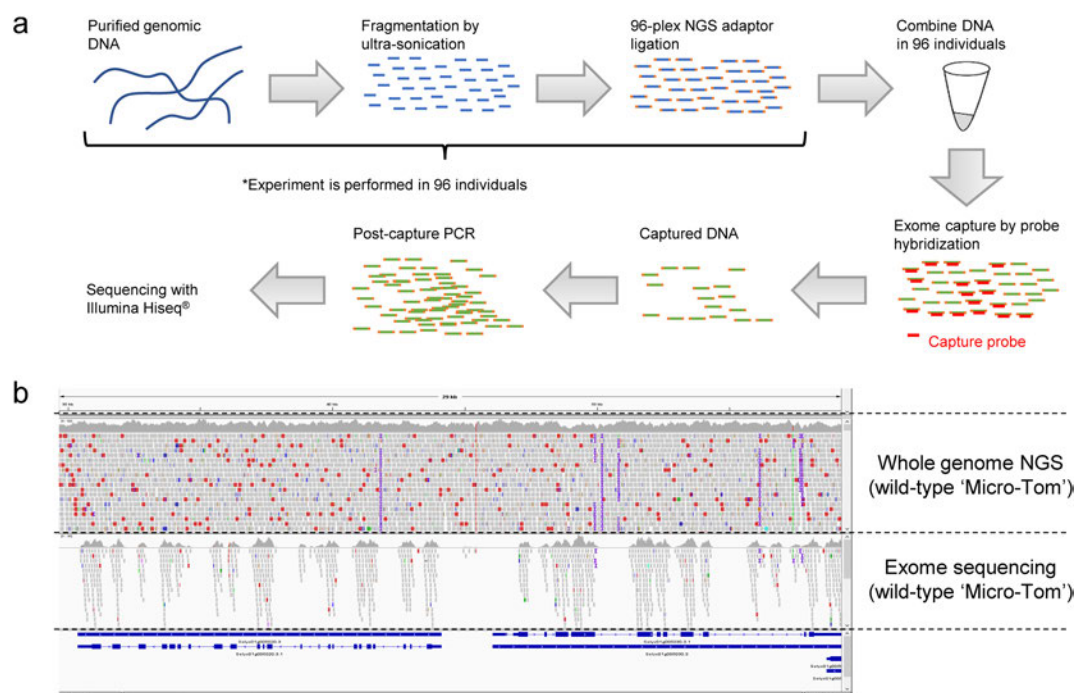 a
Purified genomic
DNA
Fragmentation by
ultra-sonication
96-plex NGS adaptor
ligation
Combine DNA
in 96 individuals
*Experiment is performed in 96 individuals
Exome capture by probe
hybridization
Capture probe
Captured DNA
Post-capture PCR
Sequencing with
Illumina Hiseq®
b
29 kb
Whole genome NGS
(wild-type ‘Micro-Tom’)
Exome sequencing
(wild-type ‘Micro-Tom’)